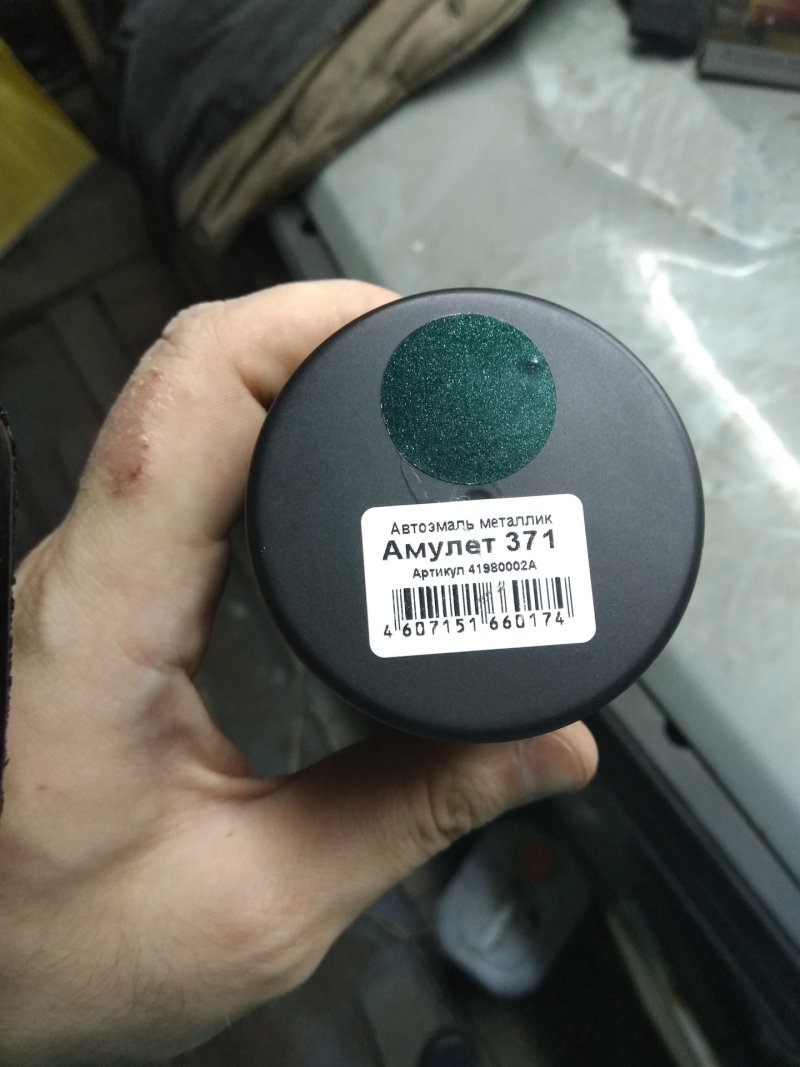 Автоэмаль металлик
Амулет 371
Артикул 41980002А
4 607151 660174